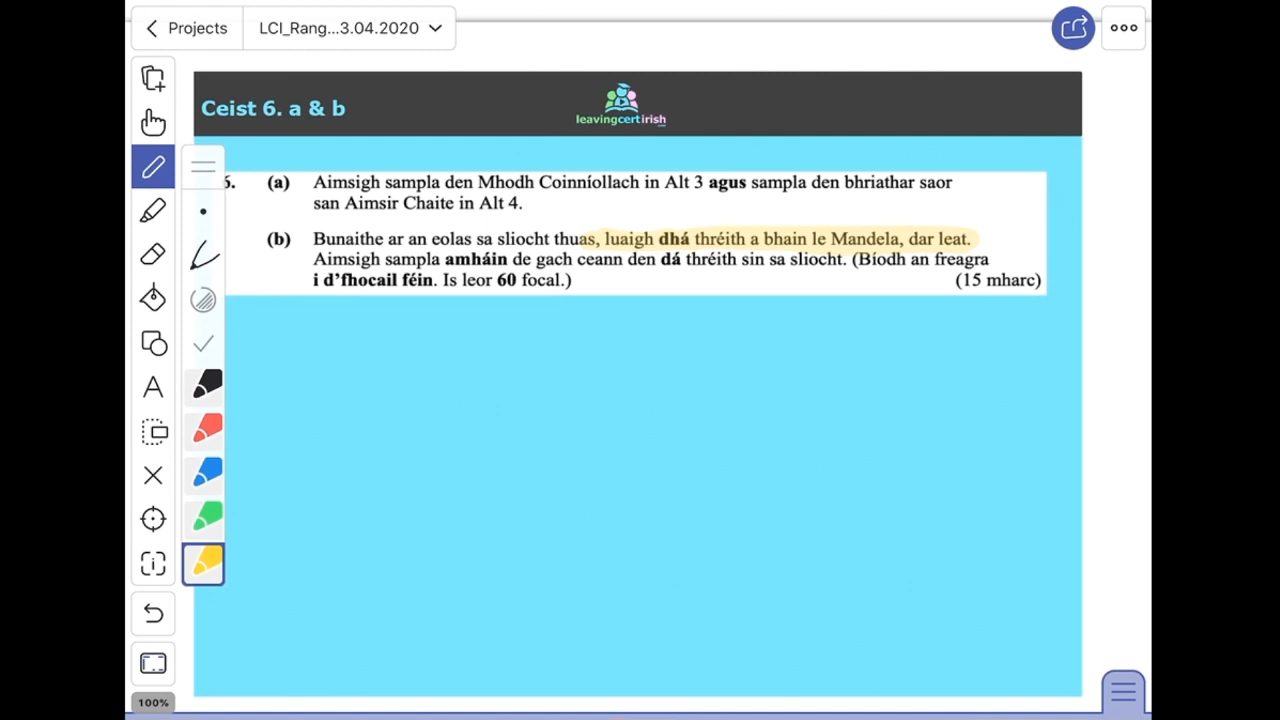 Projects
LCI_Rang...3.04.2020
Ceist 6. a & b
leavingcertirish
6. (a) Aimsigh sampla den Mhodh Coinníollach in Alt 3 agus sampla den bhriathar saor
san Aimsir Chaite in Alt 4.
(b) Bunaithe ar an eolas sa sliocht thuas, luaigh dhá thréith a bhain le Mandela, dar leat.
Aimsigh sampla amháin de gach ceann den dá thréith sin sa sliocht. (Bíodh an freagra
i d'fhocail féin. Is leor 60 focal.) (15 mharc)
100%